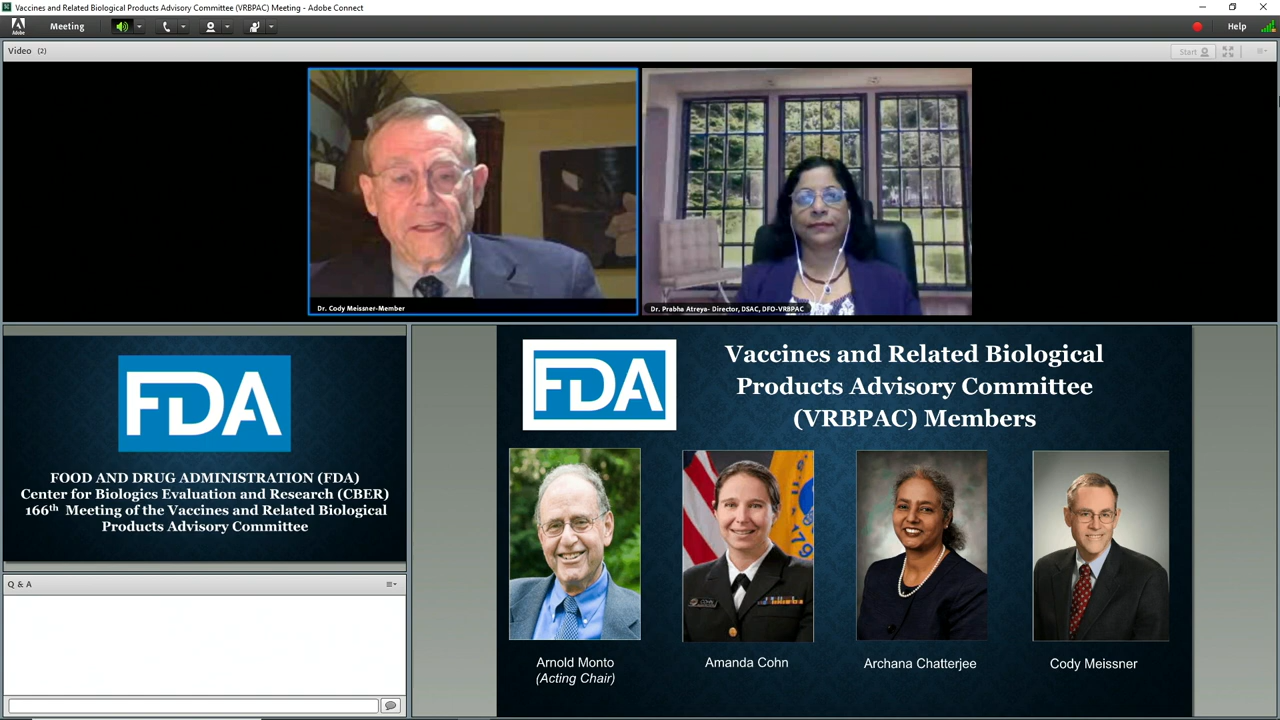 Vaccines and Related Biological Products Advisory Committee (VRBPAC) Meeting - Adobe Connect
Adobe
Meeting
Help
Video (2)
Start
Dr. Cody Meissner-Member
Dr. Prabha Atreya- Director, DSAC, DFO-VRBPAC
FDA
FOOD AND DRUG ADMINISTRATION (FDA)
Center for Biologics Evaluation and Research (CBER)
166th Meeting of the Vaccines and Related Biological
Products Advisory Committee
Q & A
FDA
Vaccines and Related Biological
Products Advisory Committee
(VRBPAC) Members
Arnold Monto
(Acting Chair)
Amanda Cohn
Archana Chatterjee
Cody Meissner